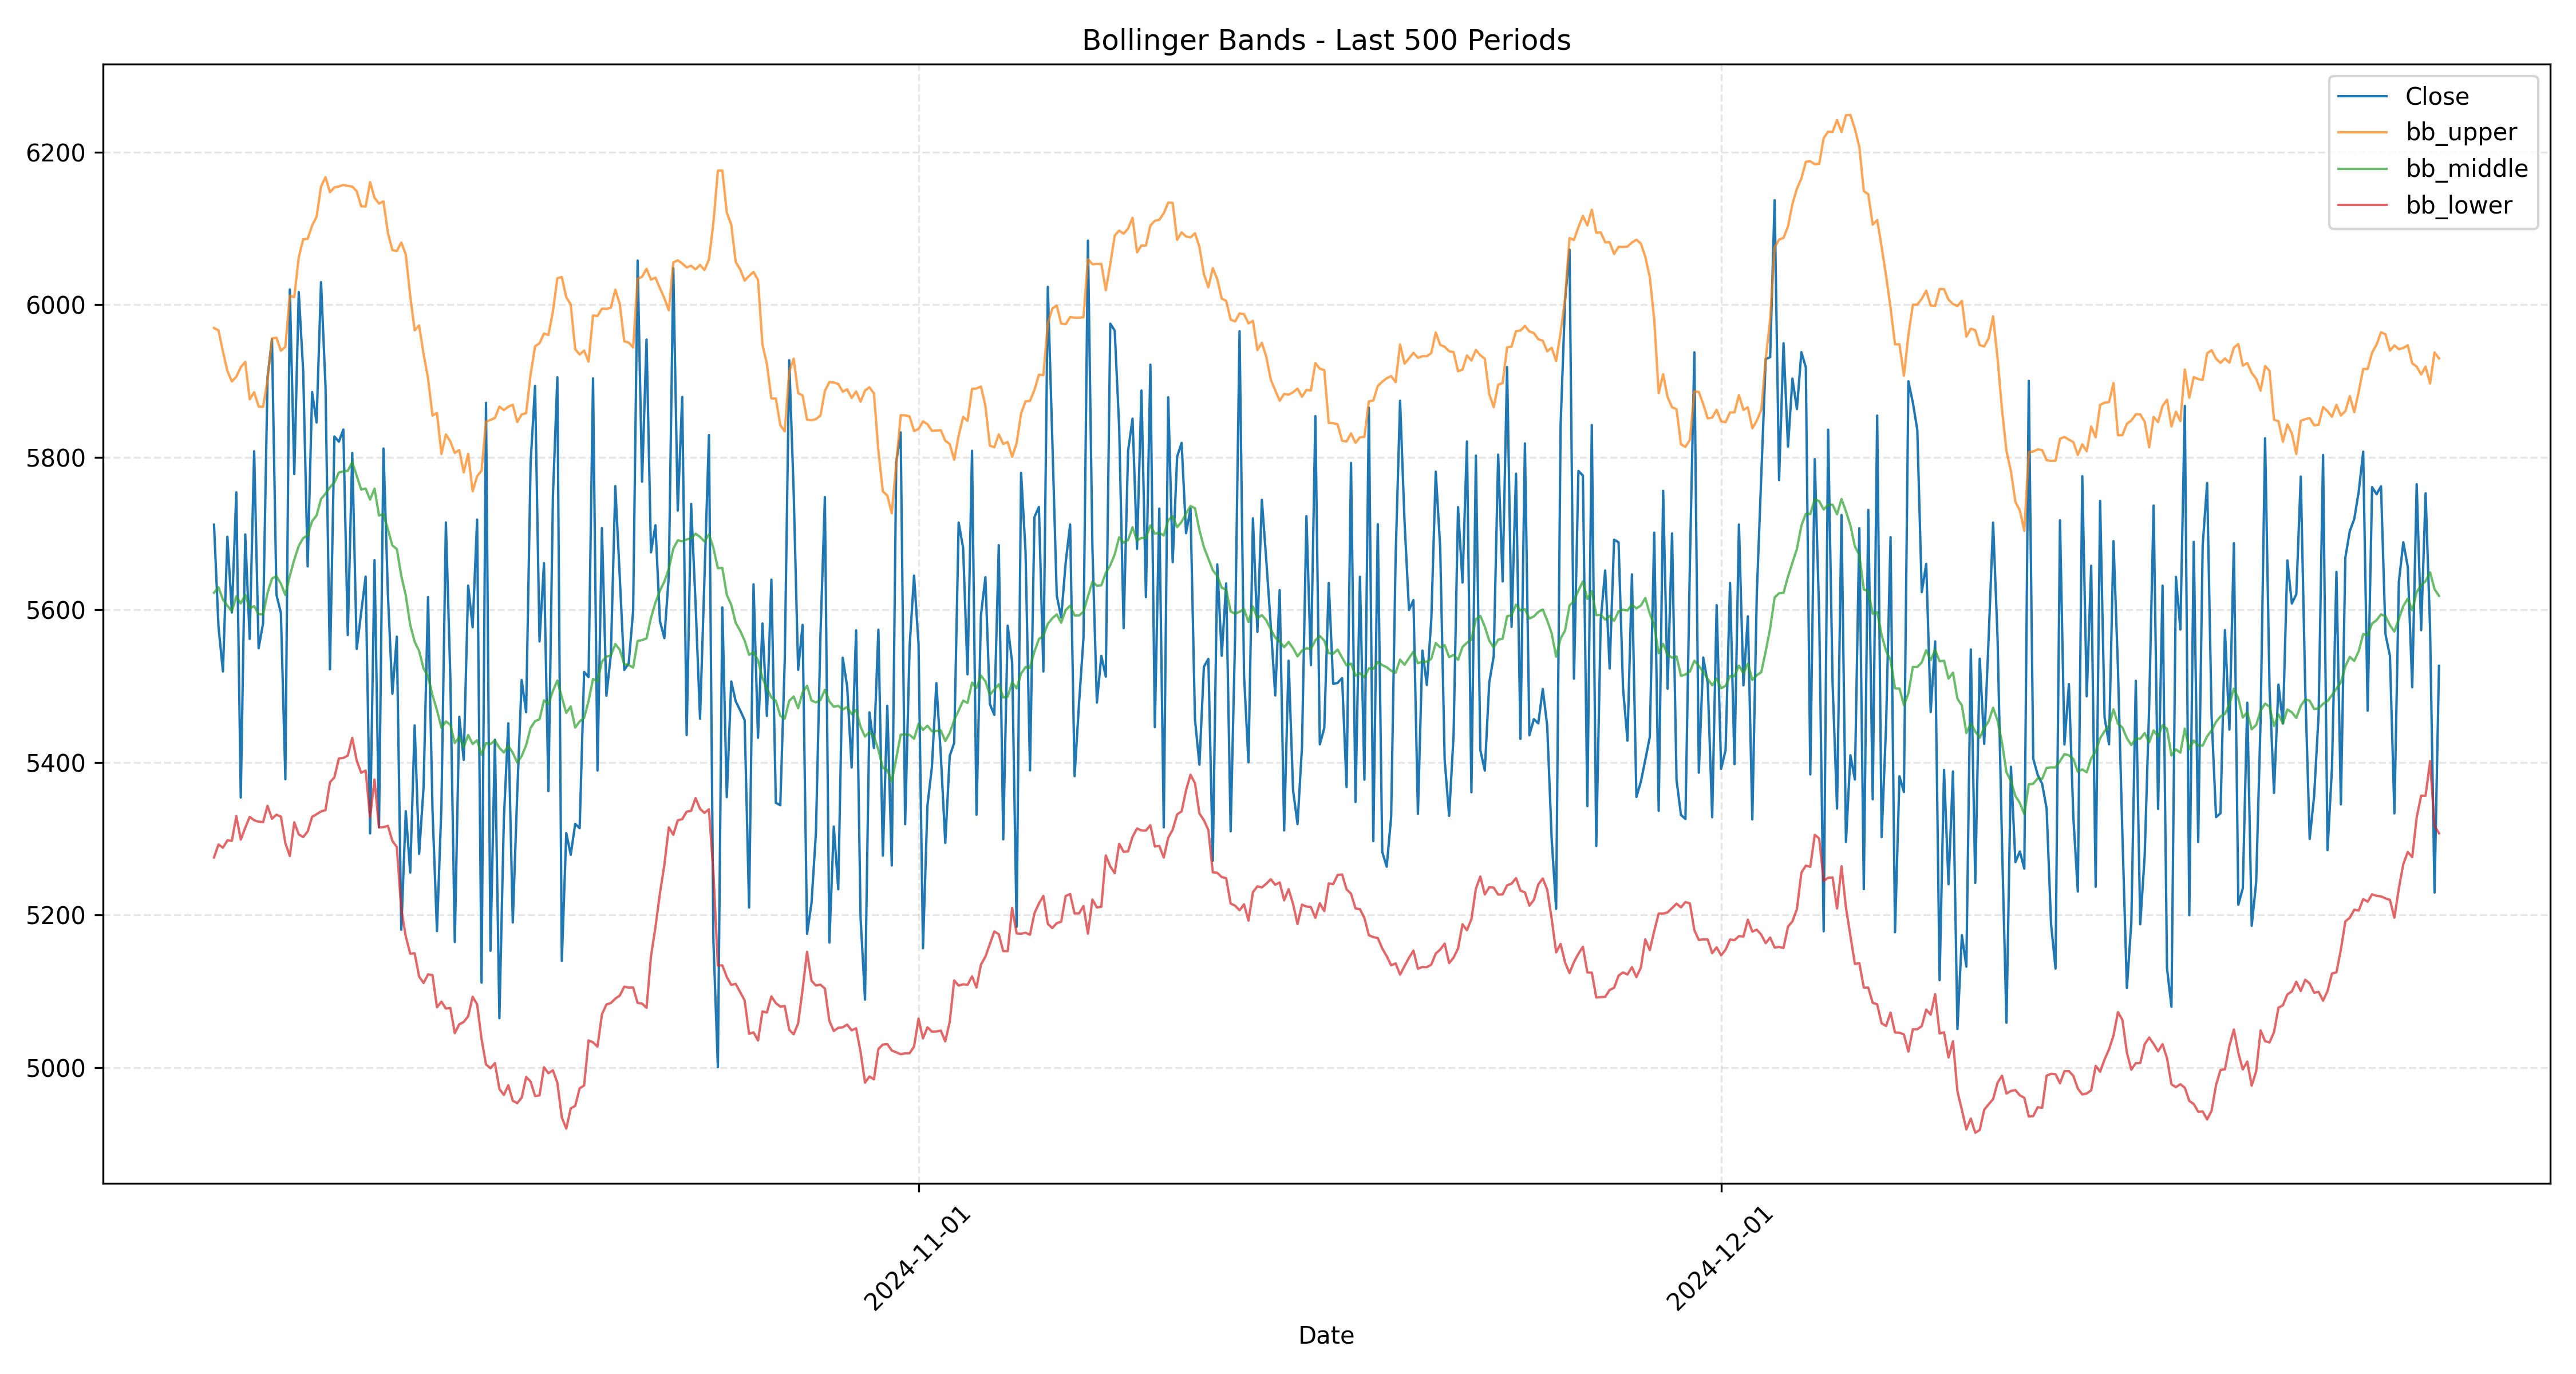 Bollinger Bands - Last 500 Periods
Close
bb_upper
bb_middle
bb_lower
6200
6000
5800
5600
5400
5200
5000
2024-11-01
2024-12-01
Date